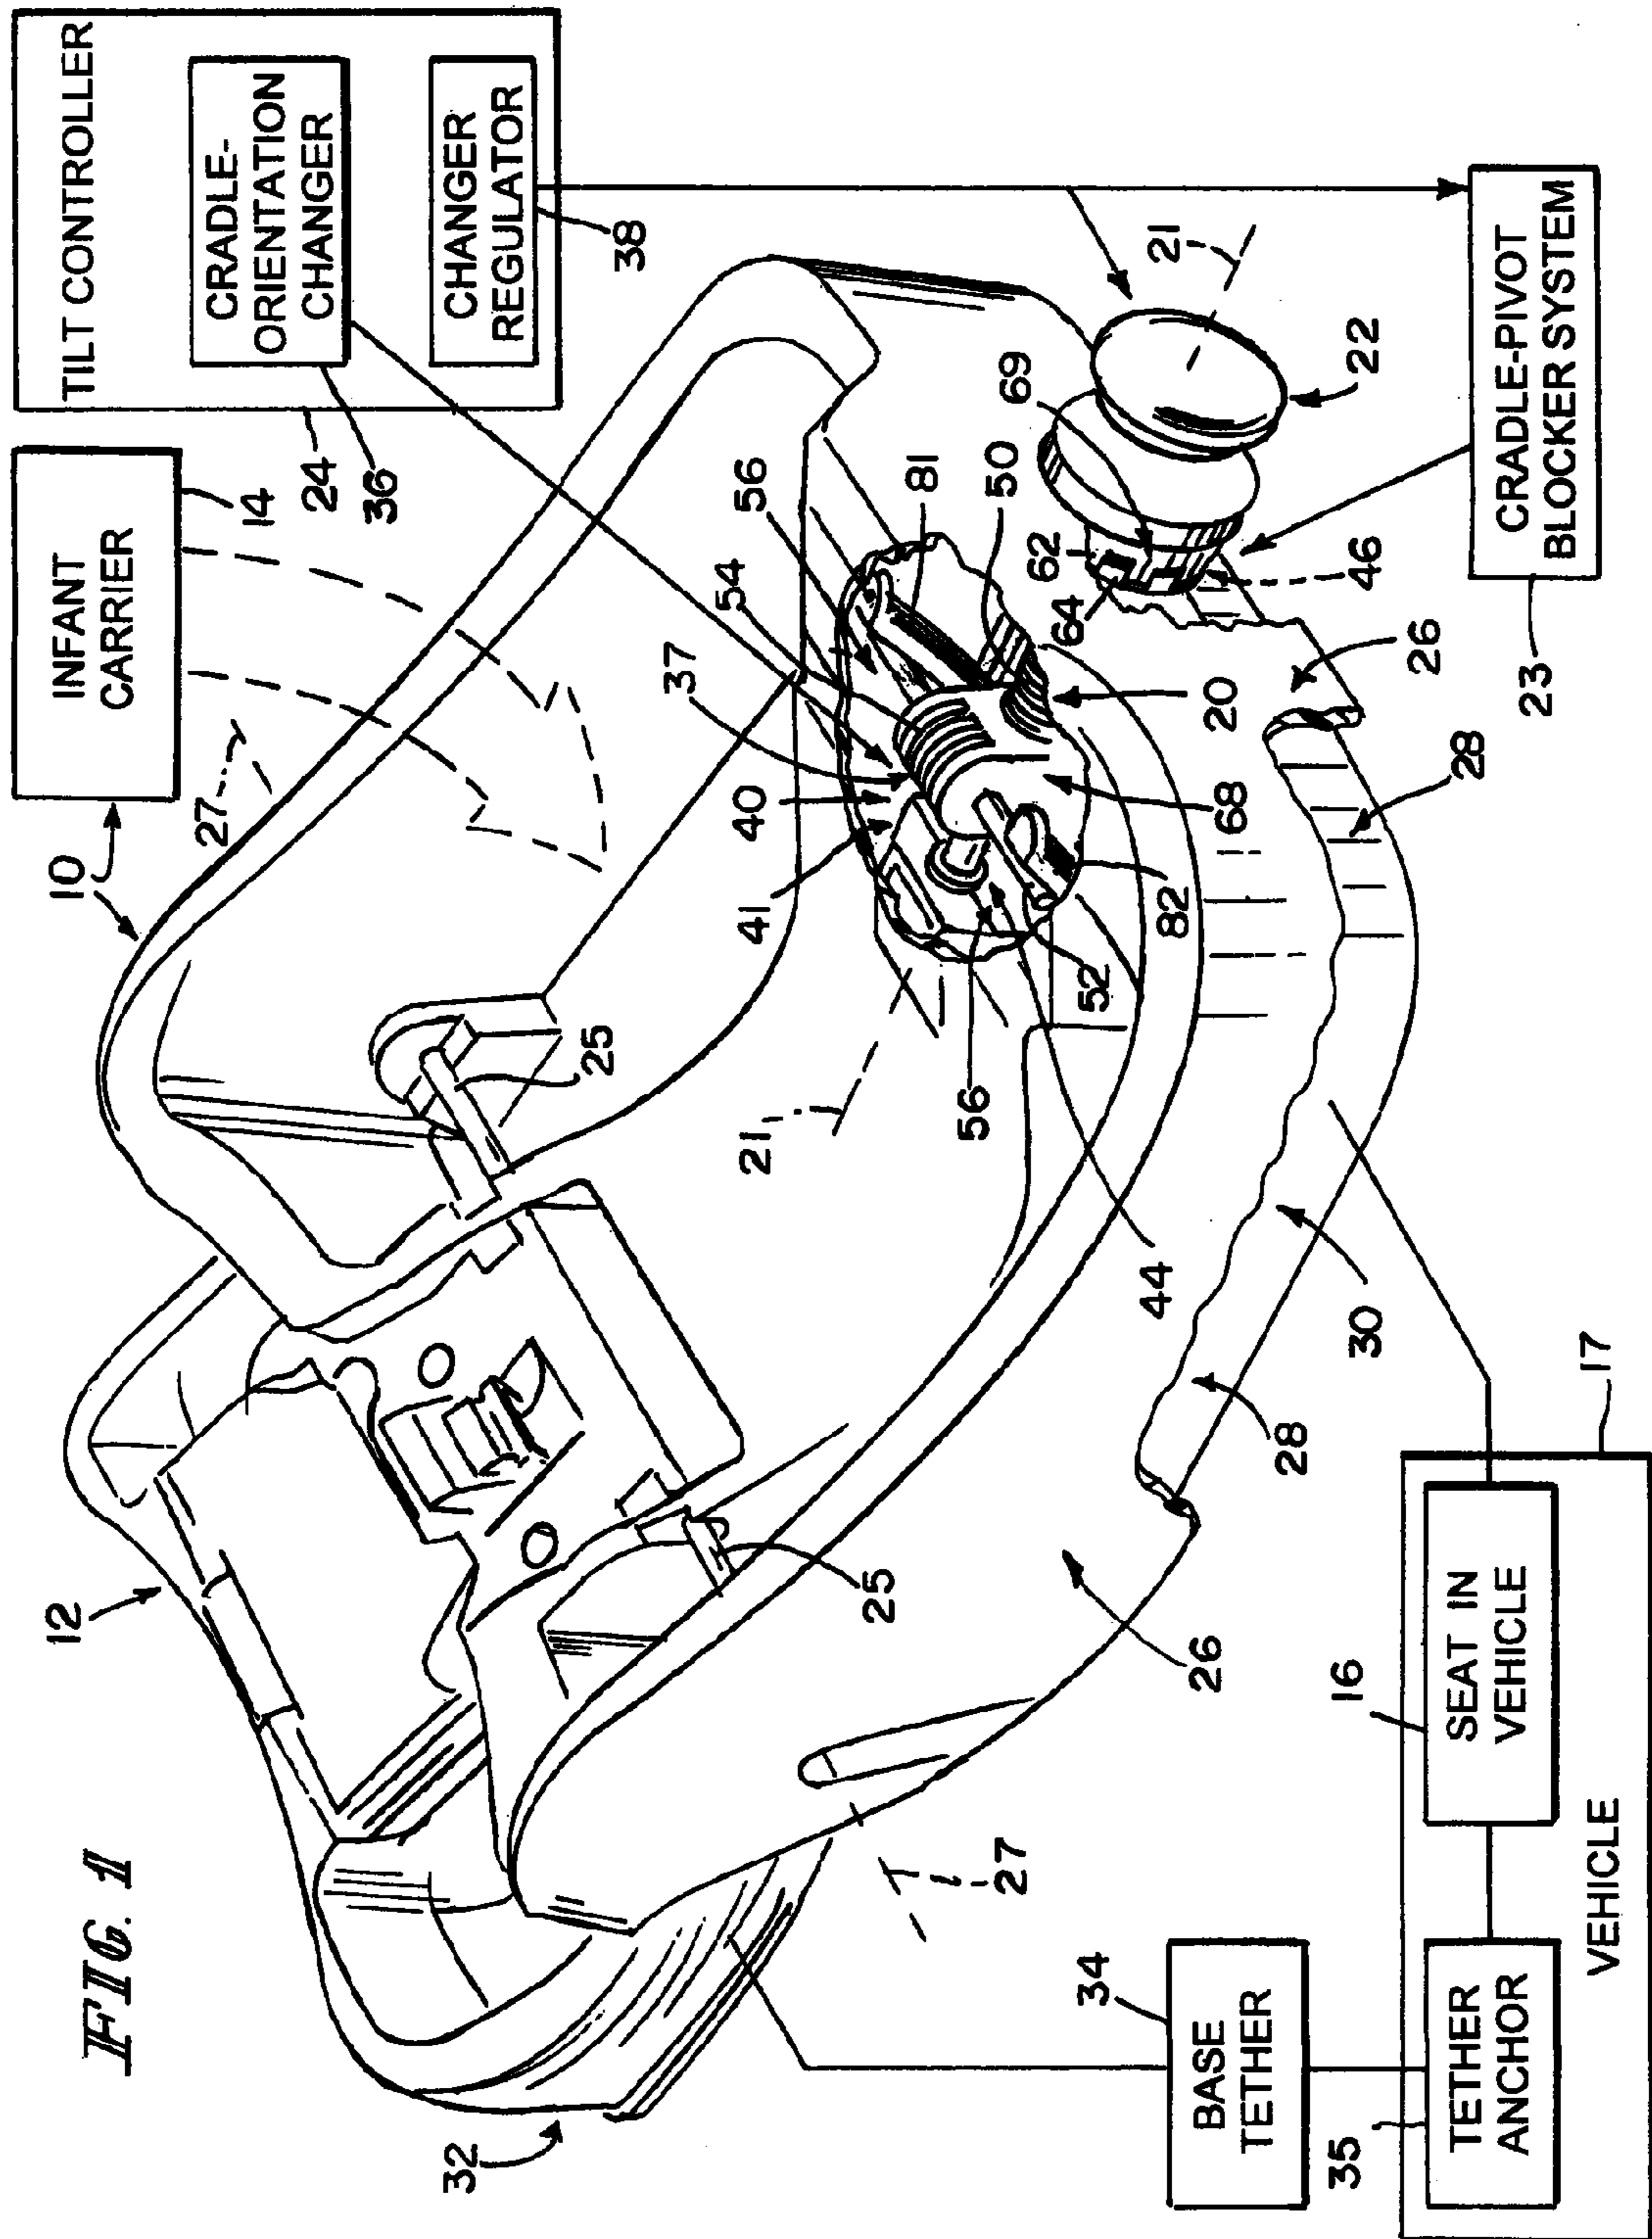 FIG. 1
12
10
INFANT
CARRIER
14
27
TILT CONTROLLER
24
CRADLE-
ORIENTATION
CHANGER
36
CHANGER
REGULATOR
38
25
37
54
56
81
50
69
21
40
41
62
64
46
22
20
68
82
52
56
44
21
25
26
28
26
28
30
CRADLE-PIVOT
BLOCKER SYSTEM
23
32
27
34
BASE
TETHER
35
TETHER
ANCHOR
16
SEAT IN
VEHICLE
17
VEHICLE